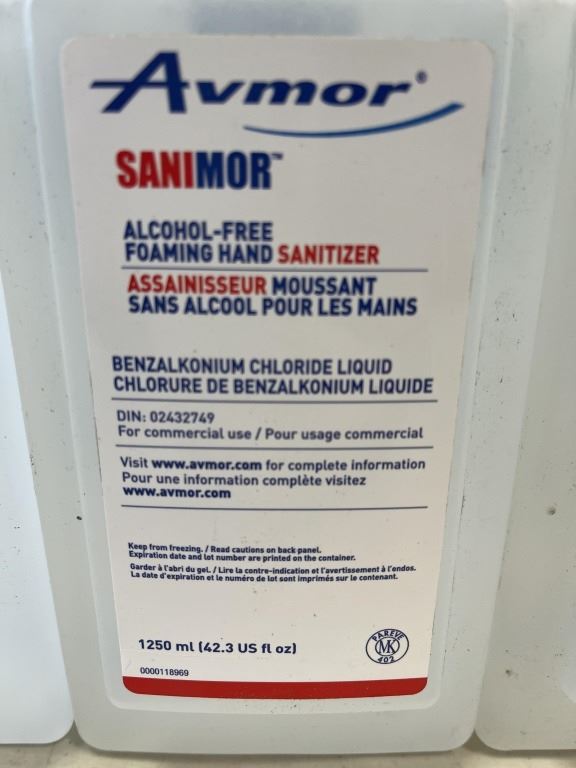 Avmor®
SANIMOR™
ALCOHOL-FREE
FOAMING HAND SANITIZER
ASSAINISSEUR MOUSSANT
SANS ALCOOL POUR LES MAINS
BENZALKONIUM CHLORIDE LIQUID
CHLORURE DE BENZALKONIUM LIQUIDE
DIN: 02432749
For commercial use / Pour usage commercial
Visit www.avmor.com for complete information
Pour une information complète visitez
www.avmor.com
Keep from freezing. / Read cautions on back panel.
Expiration date and lot number are printed on the container.
Garder à l'abri du gel. / Lire la contre-indication et l'avertissement à l'endos.
La date d'expiration et le numéro de lot sont imprimés sur le contenant.
1250 ml (42.3 US fl oz)
PAREVE
MK
402
0000118969